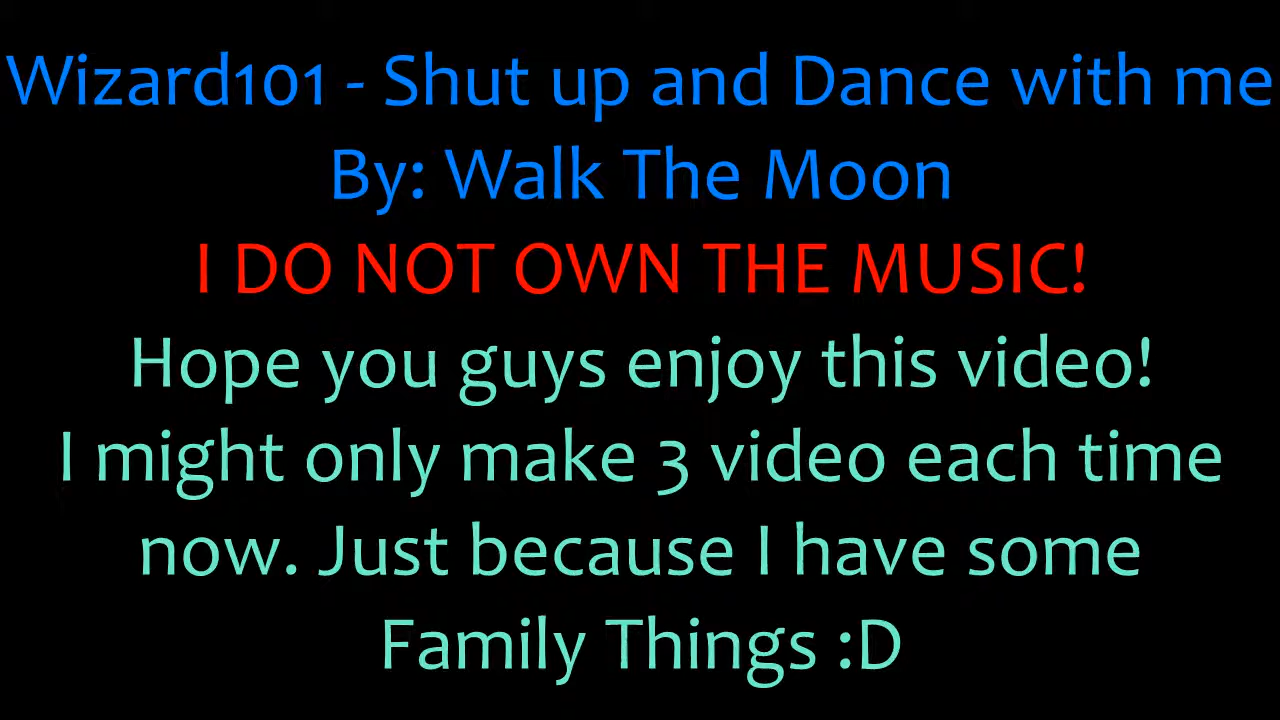 Wizard101 - Shut up and Dance with me
By: Walk The Moon
I DO NOT OWN THE MUSIC!
Hope you guys enjoy this video!
I might only make 3 video each time
now. Just because I have some
Family Things :D